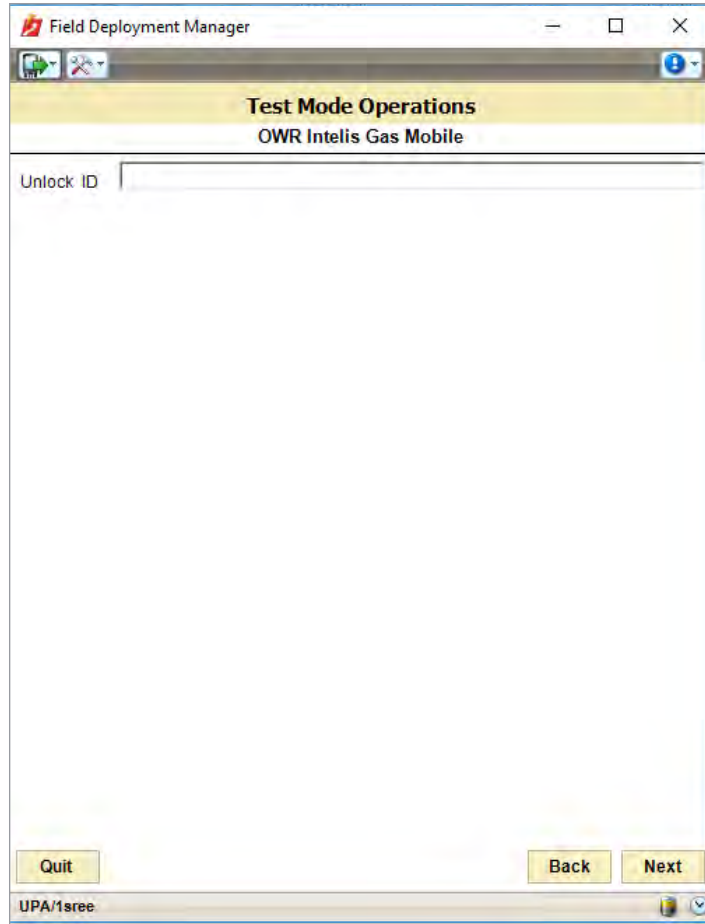 Field Deployment Manager
Test Mode Operations
OWR Intelis Gas Mobile
Unlock ID
Quit Back Next
UPA/1sree